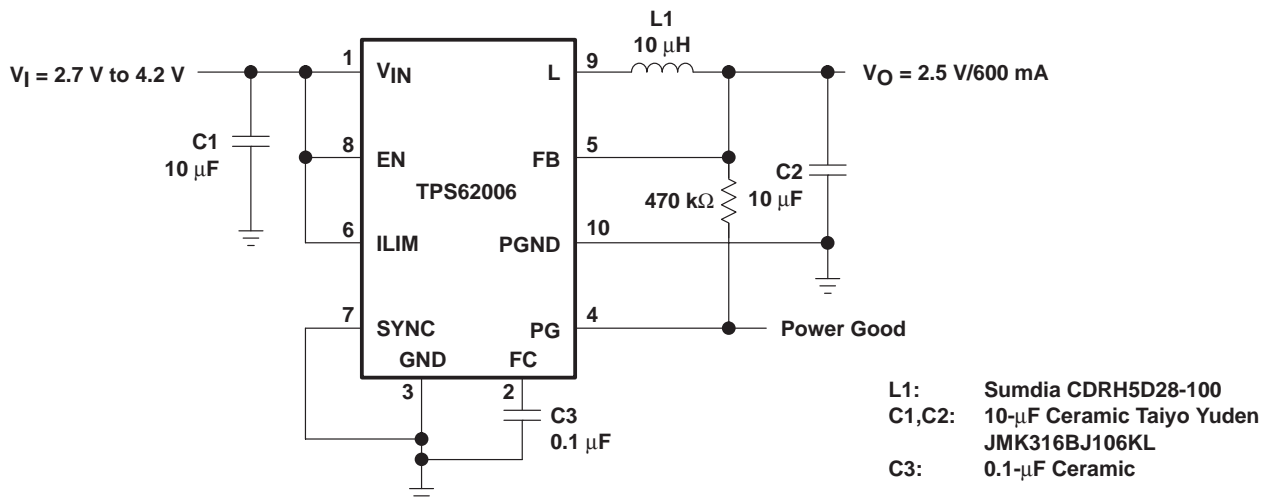 L1
10 μH
1
9
VI = 2.7 V to 4.2 V
VIN
L
VO = 2.5 V/600 mA
C1
10 μF
8
EN
FB
5
C2
10 μF
TPS62006
470 kΩ
6
ILIM
PGND
10
7
SYNC
PG
4
Power Good
GND
FC
3
2
C3
0.1 μF
L1: Sumdia CDRH5D28-100
C1,C2: 10-μF Ceramic Taiyo Yuden
JMK316BJ106KL
C3: 0.1-μF Ceramic